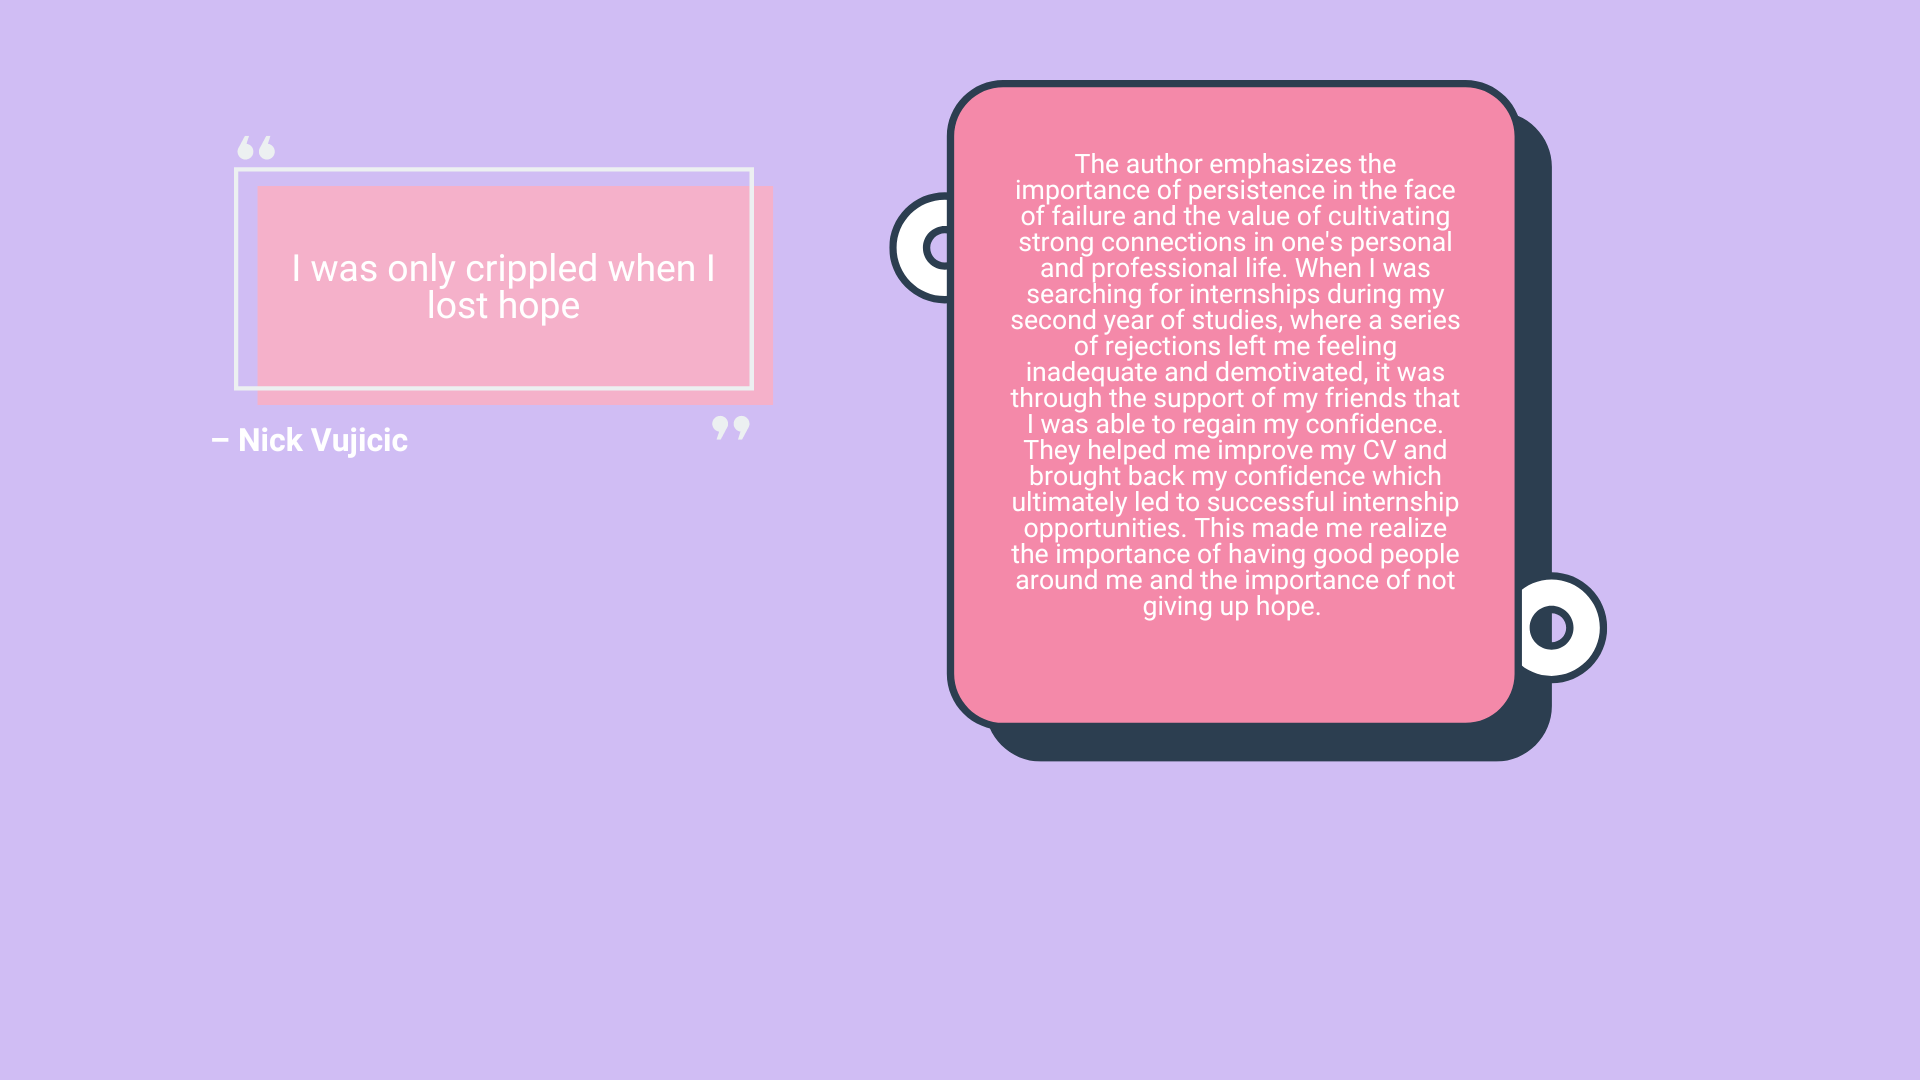 “
I was only crippled when I
lost hope
”
– Nick Vujicic
The author emphasizes the
importance of persistence in the face
of failure and the value of cultivating
strong connections in one's personal
and professional life. When I was
searching for internships during my
second year of studies, where a series
of rejections left me feeling
inadequate and demotivated, it was
through the support of my friends that
I was able to regain my confidence.
They helped me improve my CV and
brought back my confidence which
ultimately led to successful internship
opportunities. This made me realize
the importance of having good people
around me and the importance of not
giving up hope.